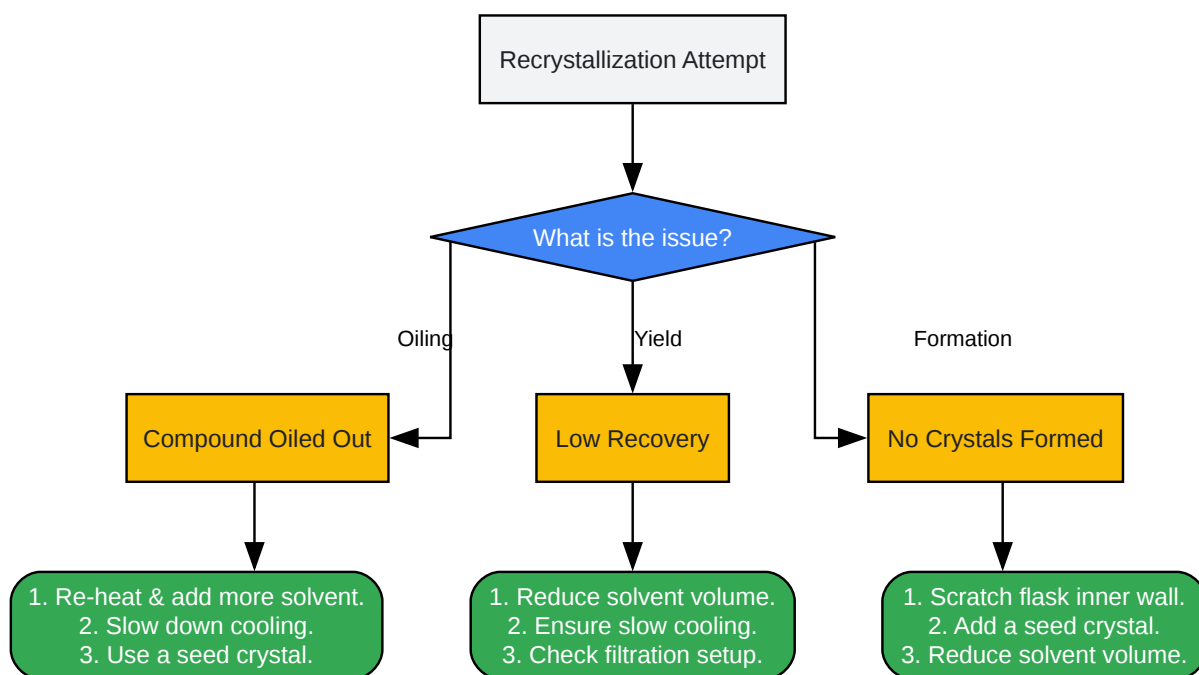 Recrystallization Attempt
What is the issue?
Oiling
Yield
Formation
Compound Oiled Out
Low Recovery
No Crystals Formed
1. Re-heat & add more solvent.
2. Slow down cooling.
3. Use a seed crystal.
1. Reduce solvent volume.
2. Ensure slow cooling.
3. Check filtration setup.
1. Scratch flask inner wall.
2. Add a seed crystal.
3. Reduce solvent volume.